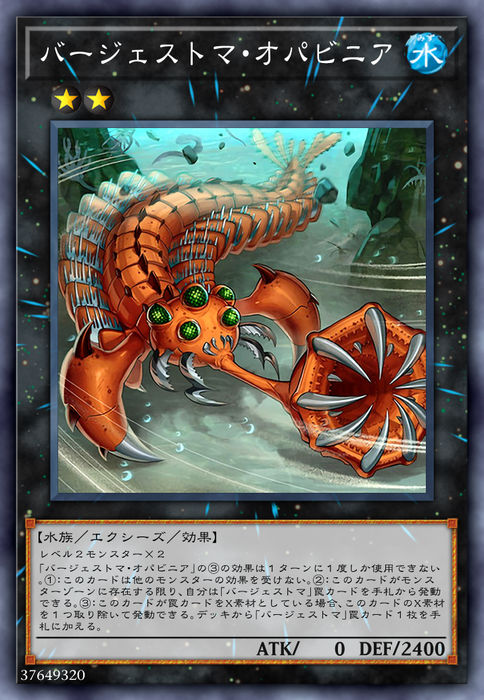 バージェストマ・オパビニア
みず
水
【水族／エクシーズ／効果】
レベル２モンスター×２
「バージェストマ・オパビニア」の③の効果は１ターンに１度しか使用できない
。①：このカードは他のモンスターの効果を受けない。②：このカードがモンス
ターゾーンに存在する限り、自分は「バージェストマ」罠カードを手札から発動
できる。③：このカードが罠カードをX素材としている場合、このカードのX素材
を１つ取り除いて発動できる。デッキから「バージェストマ」罠カード１枚を手
札に加える。
ATK/ 0 DEF/2400
37649320